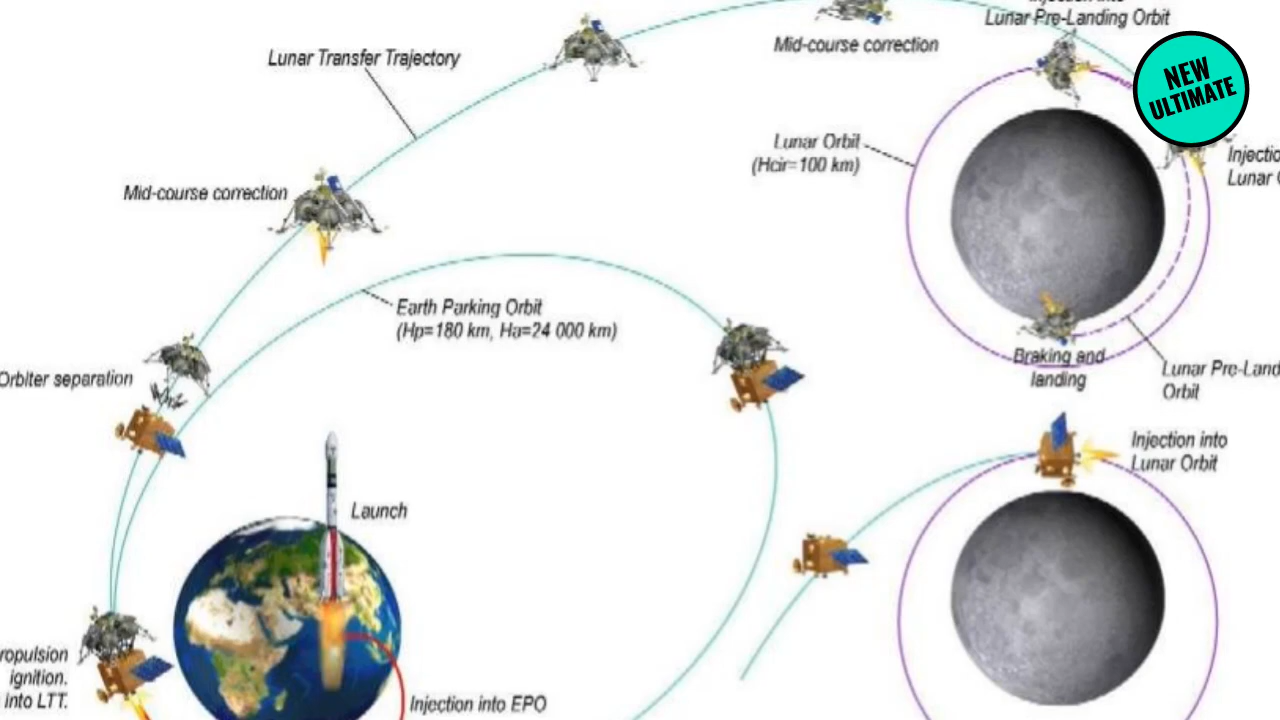 Lunar Pre-Landing Orbit
Mid-course correction
Lunar Transfer Trajectory
NEW
ULTIMATE
Lunar Orbit
(Hcir=100 km)
Lunar
Mid-course correction
Earth Parking Orbit
(Hp=180 km, Ha=24 000 km)
Orbiter separation
Braking and
landing
Lunar Pre-Land
Orbit
Injection into
Lunar Orbit
Launch
ignition.
into LTT.
Injection into EPO